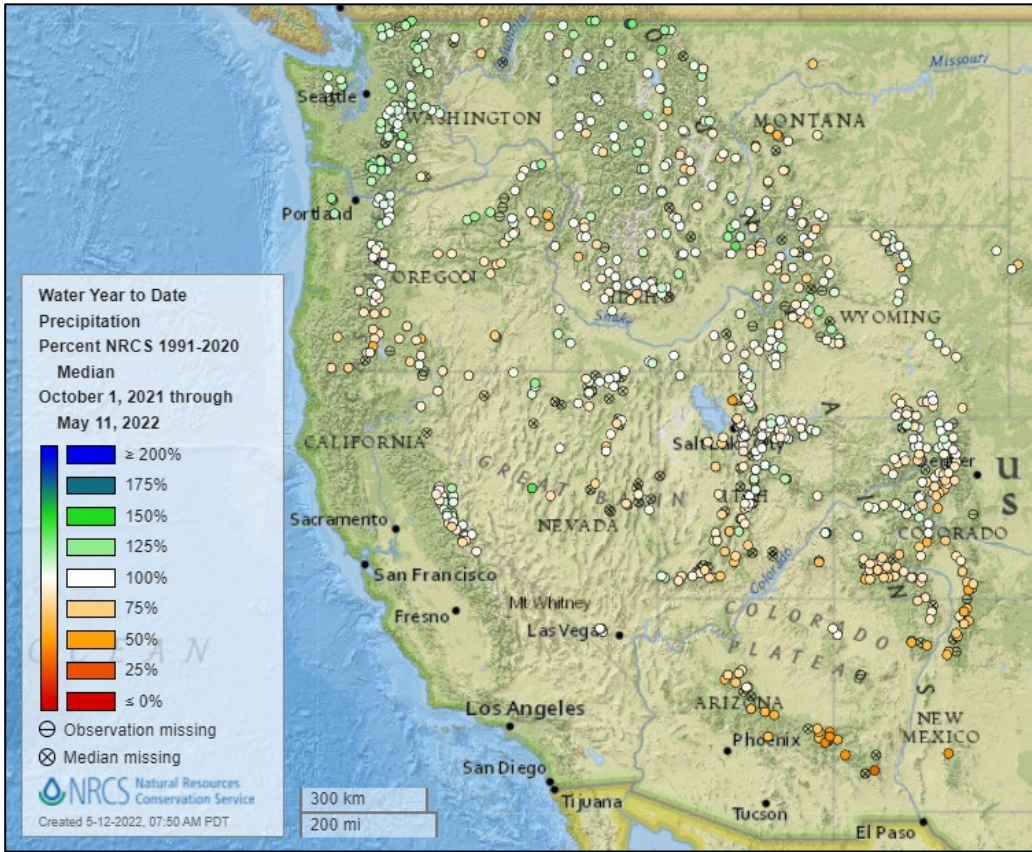 Seattle
WASHINGTON
Columbia
Missouri
MONTANA
Portland
OREGON
IDAHO
Snake
WYOMING
Water Year to Date
Precipitation
Percent NRCS 1991-2020
Median
October 1, 2021 through
May 11, 2022
≥ 200%
175%
150%
125%
100%
75%
50%
25%
≤ 0%
Observation missing
Median missing
NRCS Natural Resources
Conservation Service
Created 5-12-2022, 07:50 AM PDT
CALIFORNIA
Salt Lake City
Denver
U
S
GREAT BASIN
UTAH
NEVADA
COLORADO
Sacramento
San Francisco
Colorado
Fresno
Mt Whitney
Las Vegas
COLORADO
PLATEAU
OCEAN
ARIZONA
Los Angeles
Phoenix
NEW
MEXICO
San Diego
Tijuana
Tucson
El Paso
300 km
200 mi